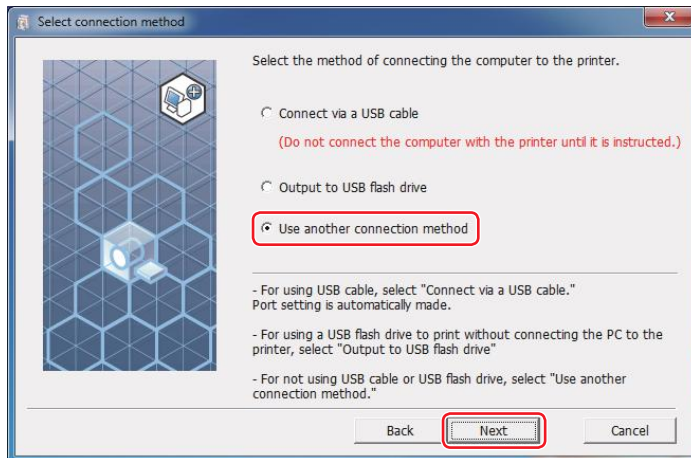 Select connection method
Select the method of connecting the computer to the printer.
Connect via a USB cable
(Do not connect the computer with the printer until it is instructed.)
Output to USB flash drive
Use another connection method
- For using USB cable, select "Connect via a USB cable."
Port setting is automatically made.
- For using a USB flash drive to print without connecting the PC to the
printer, select "Output to USB flash drive"
- For not using USB cable or USB flash drive, select "Use another
connection method."
Back
Next
Cancel